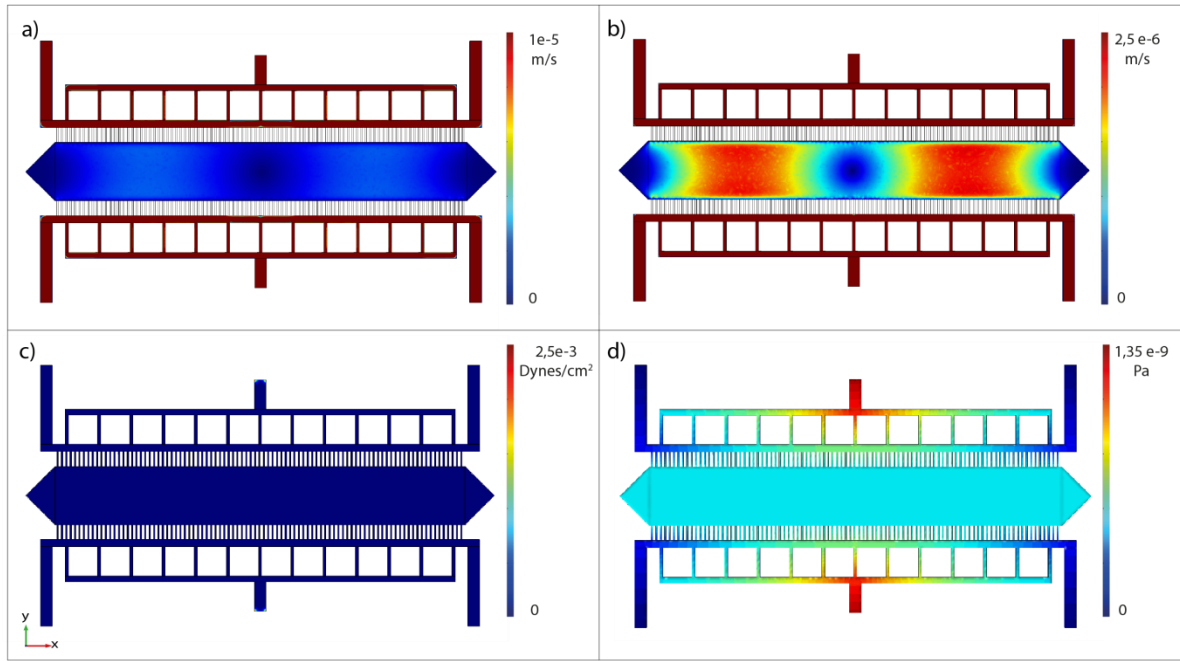 a)
1e-5
m/s
0
b)
2,5 e-6
m/s
0
c)
2,5e-3
Dynes/cm²
0
y
x
d)
1,35 e-9
Pa
0